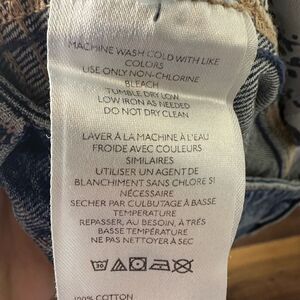 MACHINE WASH COLD WITH LIKE
COLORS
USE ONLY NON-CHLORINE
BLEACH
TUMBLE DRY LOW
LOW IRON AS NEEDED
DO NOT DRY CLEAN
LAVER À LA MACHINE À L'EAU
FROIDE AVEC COULEURS
SIMILAIRES
UTILISER UN AGENT DE
BLANCHIMENT SANS CHLORE SI
NÉCESSAIRE
SECHER PAR CULBUTAGE À BASSE
TEMPERATURE
REPASSER, AU BESOIN, À TRÈS
BASSE TEMPÉRATURE
NE PAS NETTOYER À SEC
30
100% COTTON